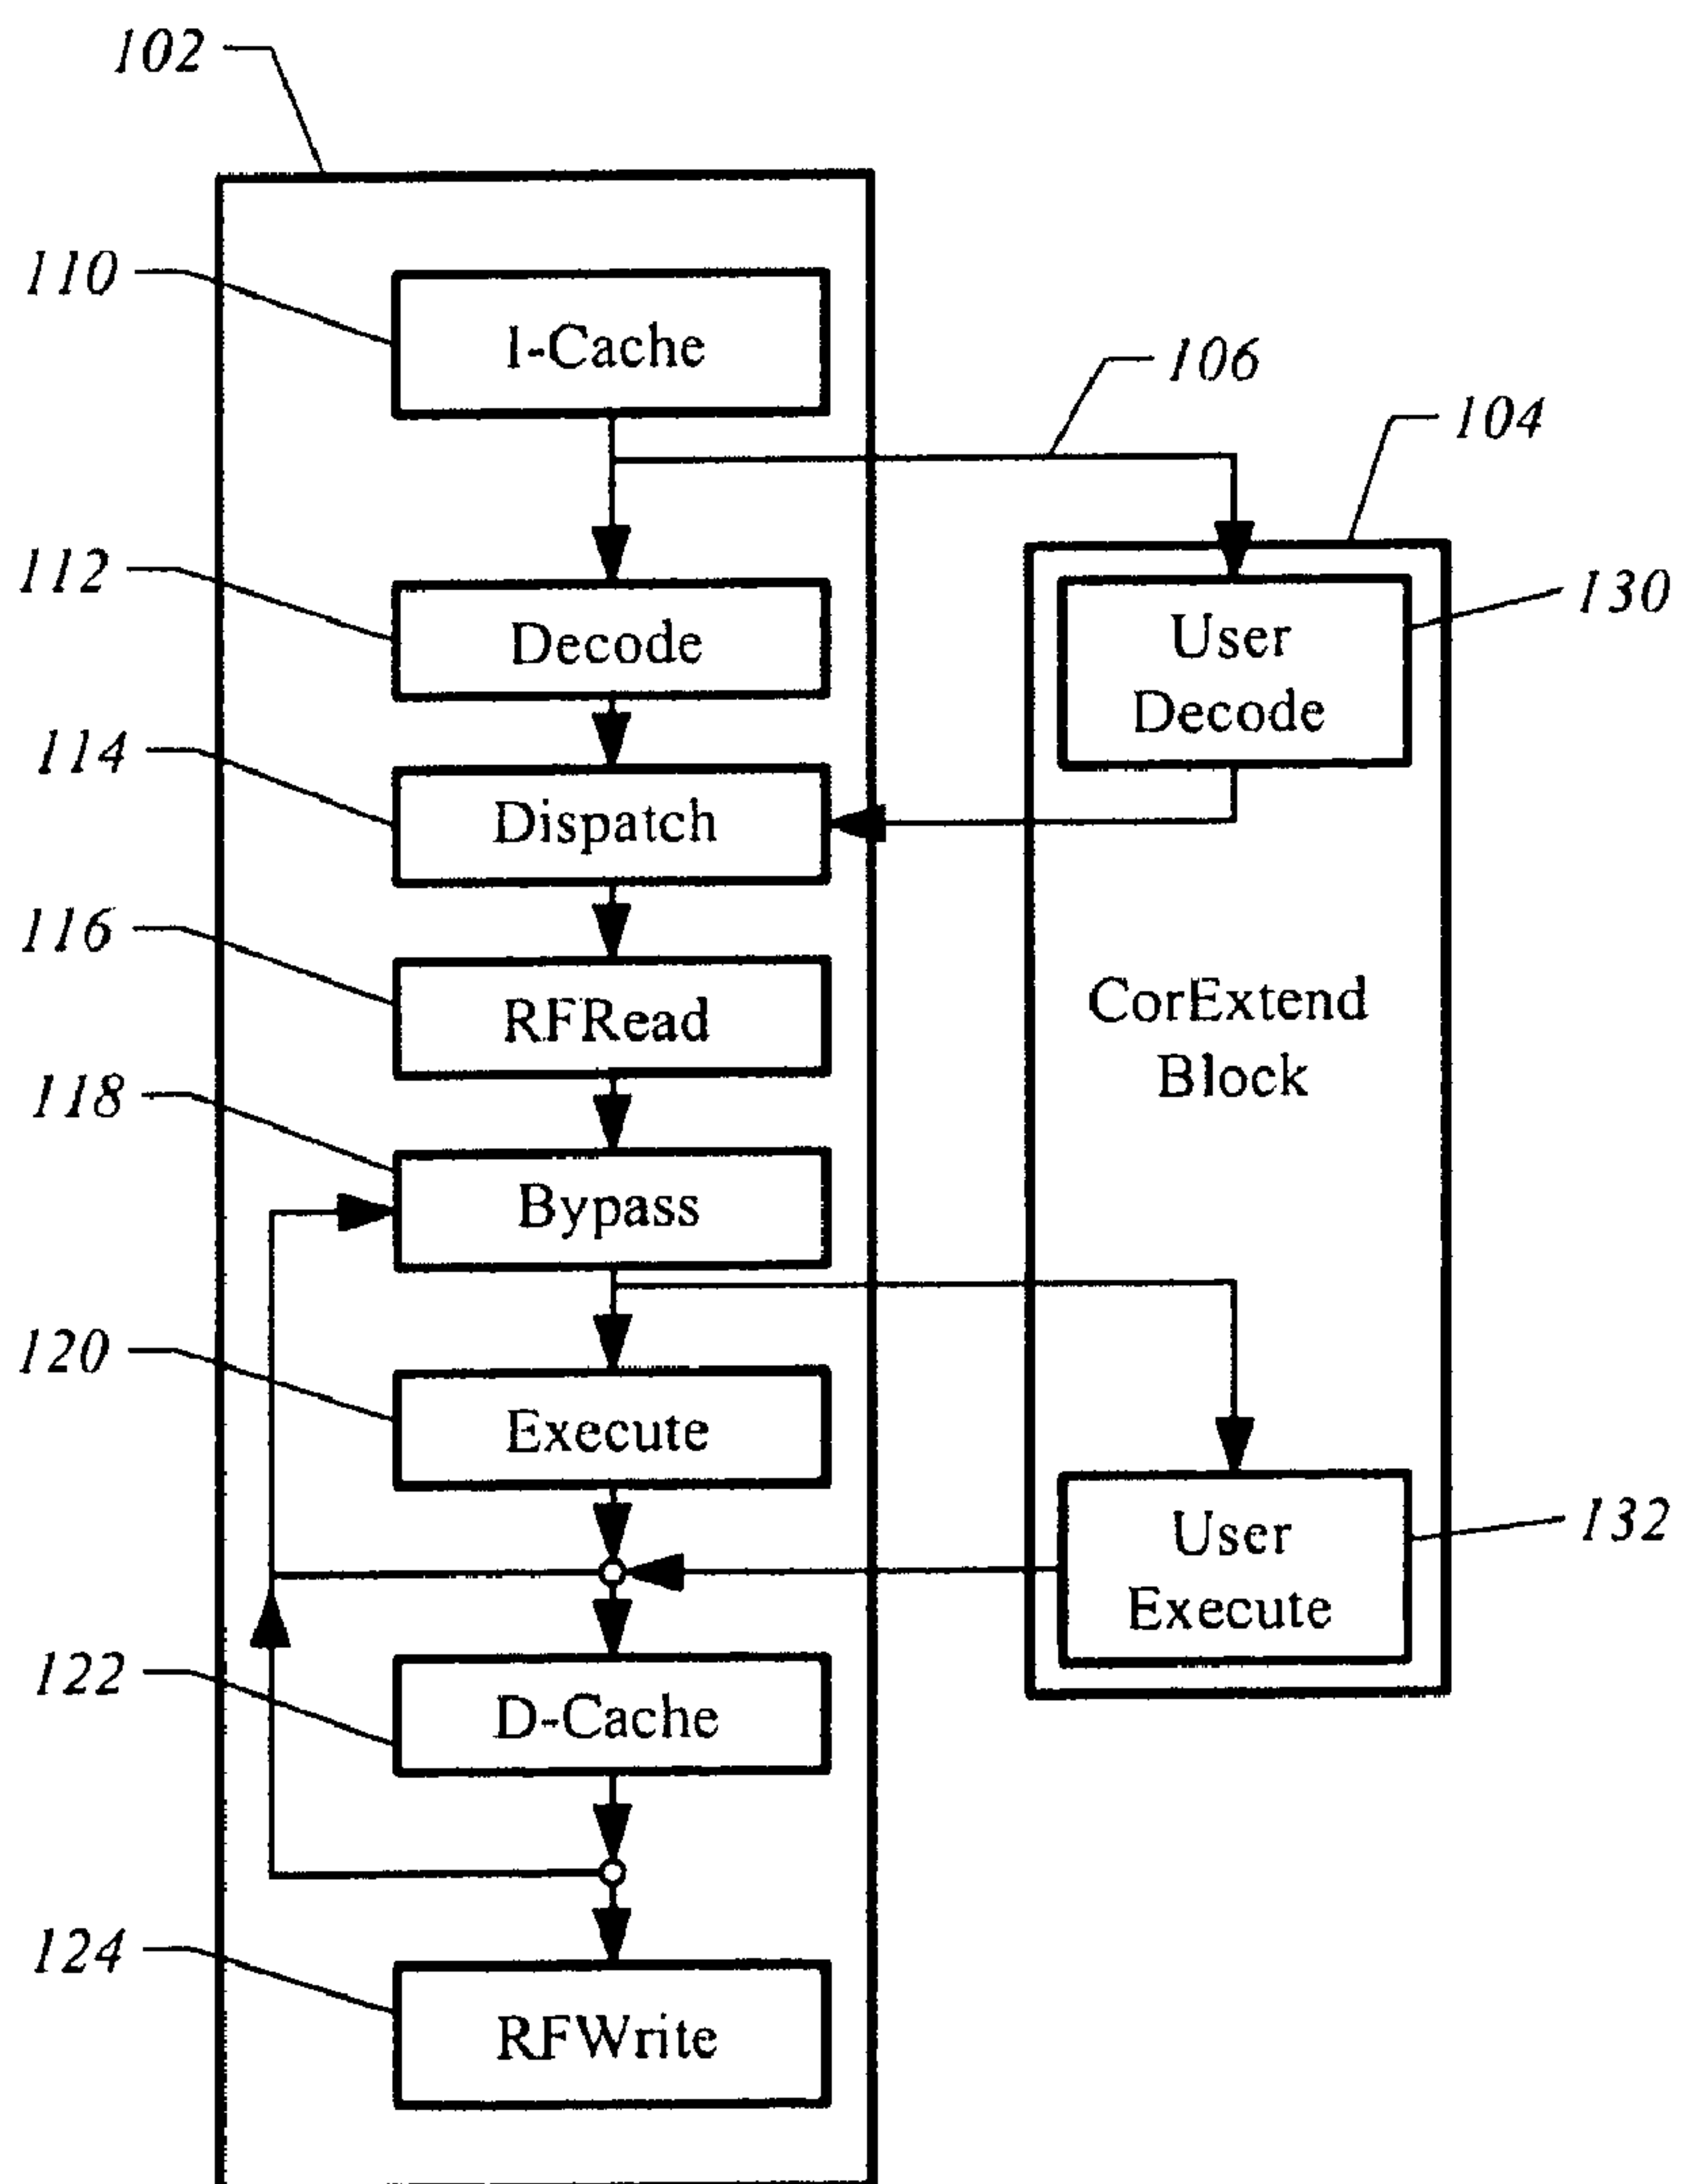 102
110
I-Cache
106
104
112
Decode
User
Decode
130
114
Dispatch
116
RFRead
CorExtend
Block
118
Bypass
120
Execute
User
Execute
132
122
D-Cache
124
RFWrite